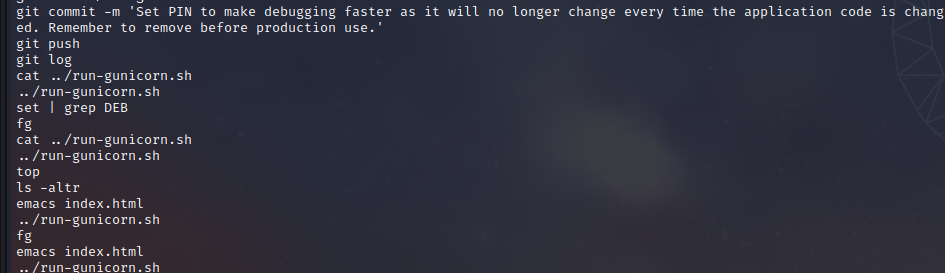 git commit -m 'Set PIN to make debugging faster as it will no longer change every time the application code is chang
ed. Remember to remove before production use.'
git push
git log
cat ../run-gunicorn.sh
../run-gunicorn.sh
set | grep DEB
fg
cat ../run-gunicorn.sh
../run-gunicorn.sh
top
ls -altr
emacs index.html
../run-gunicorn.sh
fg
emacs index.html
../run-gunicorn.sh